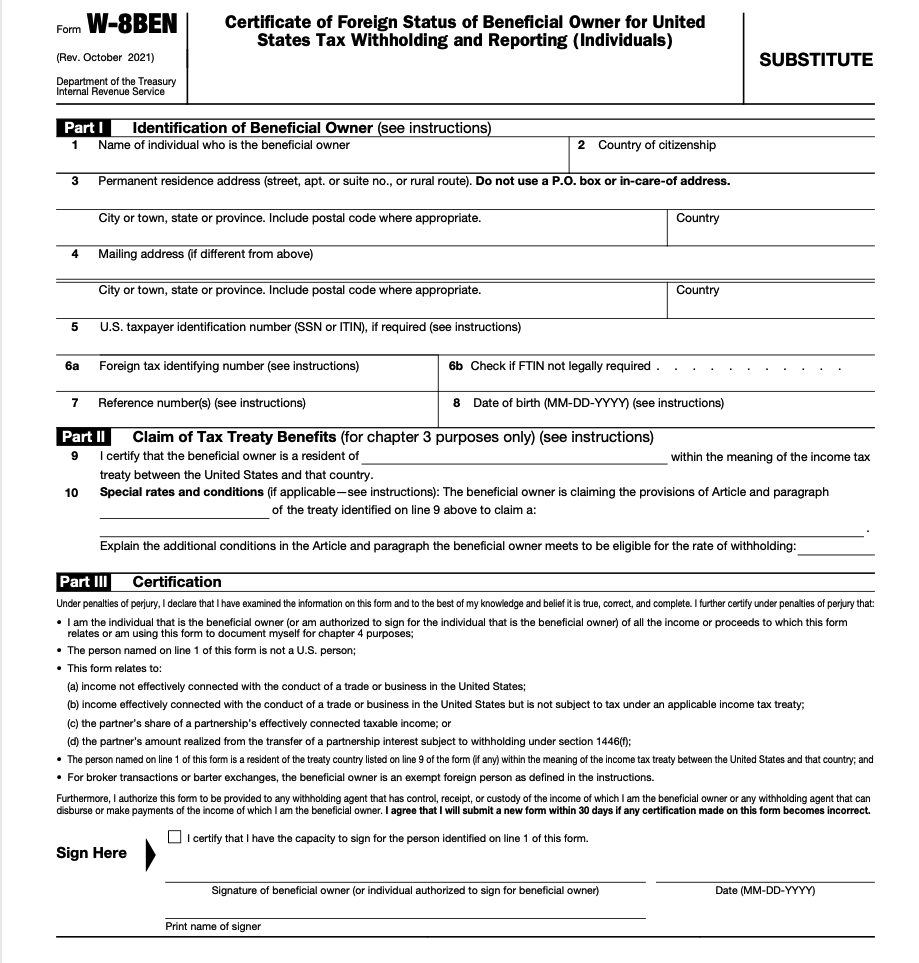 Form W-8BEN
(Rev. October 2021)
Department of the Treasury
Internal Revenue Service
Certificate of Foreign Status of Beneficial Owner for United
States Tax Withholding and Reporting (Individuals)
SUBSTITUTE
Part I Identification of Beneficial Owner (see instructions)
1 Name of individual who is the beneficial owner
2 Country of citizenship
3 Permanent residence address (street, apt. or suite no., or rural route). Do not use a P.O. box or in-care-of address.
City or town, state or province. Include postal code where appropriate.
Country
4 Mailing address (if different from above)
City or town, state or province. Include postal code where appropriate.
Country
5 U.S. taxpayer identification number (SSN or ITIN), if required (see instructions)
6a Foreign tax identifying number (see instructions)
6b Check if FTIN not legally required . . . . . . . . . . .
7 Reference number(s) (see instructions)
8 Date of birth (MM-DD-YYYY) (see instructions)
Part II Claim of Tax Treaty Benefits (for chapter 3 purposes only) (see instructions)
9 I certify that the beneficial owner is a resident of within the meaning of the income tax
treaty between the United States and that country.
10 Special rates and conditions (if applicable—see instructions): The beneficial owner is claiming the provisions of Article and paragraph
of the treaty identified on line 9 above to claim a:
.
Explain the additional conditions in the Article and paragraph the beneficial owner meets to be eligible for the rate of withholding:
Part III Certification
Under penalties of perjury, I declare that I have examined the information on this form and to the best of my knowledge and belief it is true, correct, and complete. I further certify under penalties of perjury that:
• I am the individual that is the beneficial owner (or am authorized to sign for the individual that is the beneficial owner) of all the income or proceeds to which this form
relates or am using this form to document myself for chapter 4 purposes;
• The person named on line 1 of this form is not a U.S. person;
• This form relates to:
(a) income not effectively connected with the conduct of a trade or business in the United States;
(b) income effectively connected with the conduct of a trade or business in the United States but is not subject to tax under an applicable income tax treaty;
(c) the partner's share of a partnership's effectively connected taxable income; or
(d) the partner's amount realized from the transfer of a partnership interest subject to withholding under section 1446(f);
• The person named on line 1 of this form is a resident of the treaty country listed on line 9 of the form (if any) within the meaning of the income tax treaty between the United States and that country; and
• For broker transactions or barter exchanges, the beneficial owner is an exempt foreign person as defined in the instructions.
Furthermore, I authorize this form to be provided to any withholding agent that has control, receipt, or custody of the income of which I am the beneficial owner or any withholding agent that can
disburse or make payments of the income of which I am the beneficial owner. I agree that I will submit a new form within 30 days if any certification made on this form becomes incorrect.
I certify that I have the capacity to sign for the person identified on line 1 of this form.
Sign Here
Signature of beneficial owner (or individual authorized to sign for beneficial owner)
Date (MM-DD-YYYY)
Print name of signer